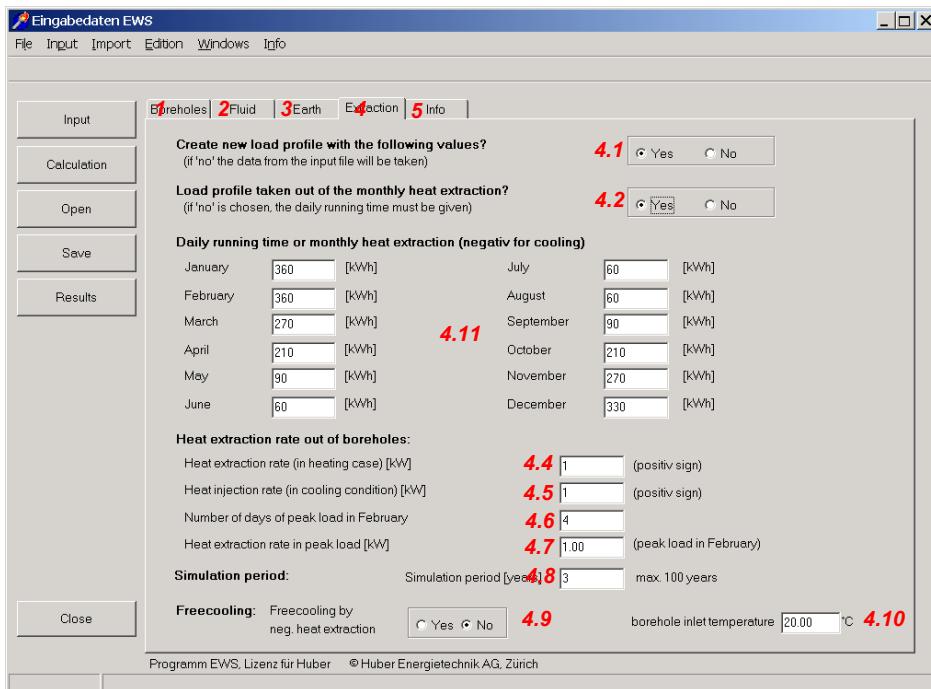 Eingabedaten EWS
File Input Import Edition Windows Info
Input
Calculation
Open
Save
Results
Close
1 Boreholes 2 Fluid 3 Earth 4 Extraction 5 Info
Create new load profile with the following values? 4.1 Yes No
(if 'no' the data from the input file will be taken)
Load profile taken out of the monthly heat extraction? 4.2 Yes No
(if 'no' is chosen, the daily running time must be given)
Daily running time or monthly heat extraction (negativ for cooling)
January 360 [kWh] July 60 [kWh]
February 360 [kWh] August 60 [kWh]
March 270 [kWh] September 90 [kWh]
4.11
April 210 [kWh] October 210 [kWh]
May 90 [kWh] November 270 [kWh]
June 60 [kWh] December 330 [kWh]
Heat extraction rate out of boreholes:
Heat extraction rate (in heating case) [kW] 4.4 1 (positiv sign)
Heat injection rate (in cooling condition) [kW] 4.5 1 (positiv sign)
Number of days of peak load in February 4.6 4
Heat extraction rate in peak load [kW] 4.7 1.00 (peak load in February)
Simulation period: Simulation period [years] 4.8 3 max. 100 years
Freecooling: Freecooling by
neg. heat extraction Yes No 4.9 borehole inlet temperature 20.00 °C 4.10
Programm EWS, Lizenz für Huber © Huber Energietechnik AG, Zürich